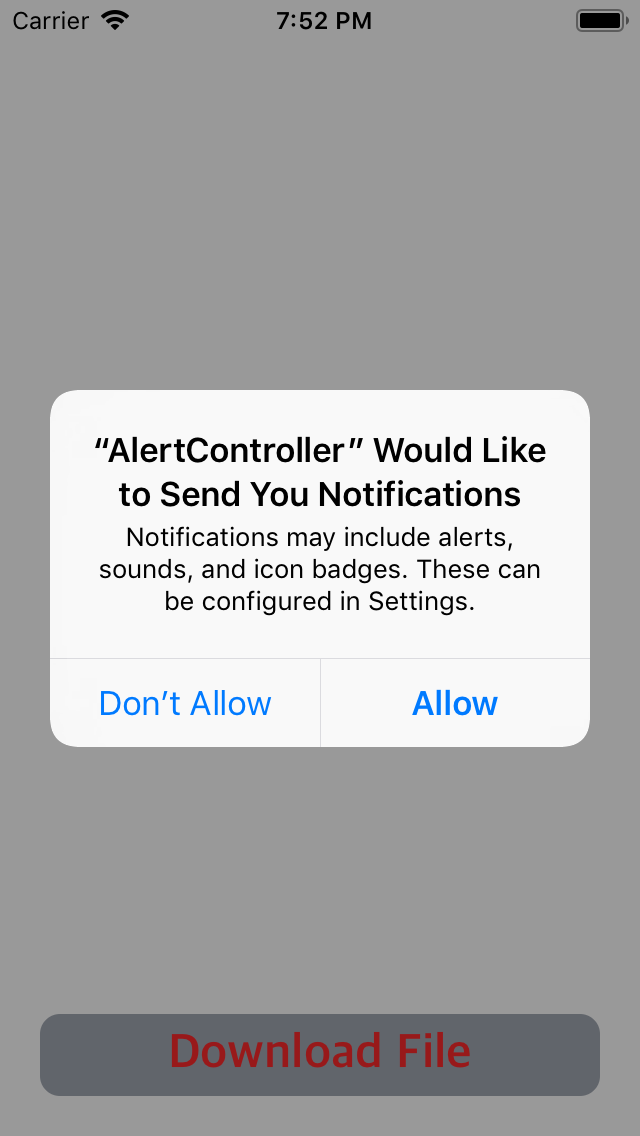 Carrier 7:52 PM
“AlertController” Would Like
to Send You Notifications
Notifications may include alerts,
sounds, and icon badges. These can
be configured in Settings.
Don’t Allow Allow
Download File